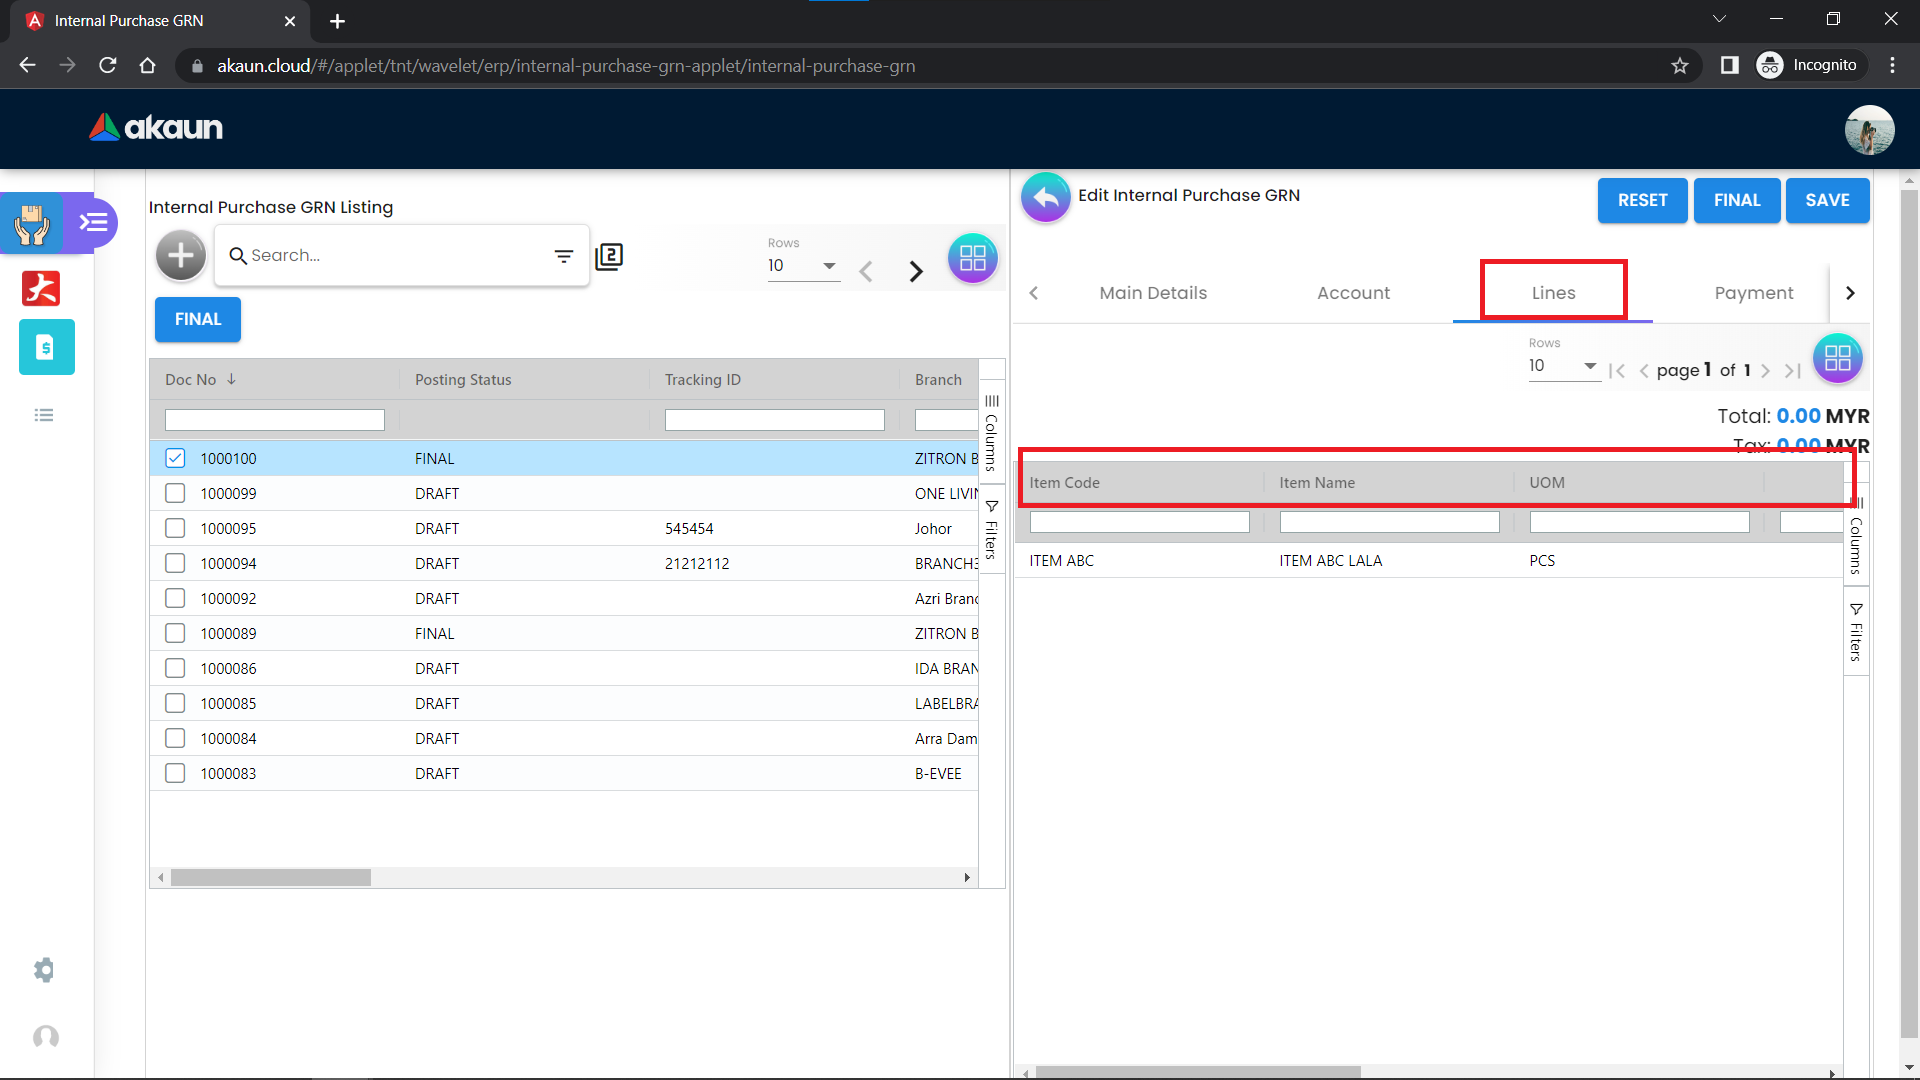 Internal Purchase GRN
akaun.cloud/#/applet/tnt/wavelet/erp/internal-purchase-grn-applet/internal-purchase-grn
Incognito
akaun
Internal Purchase GRN Listing
Search...
2
Rows
10
FINAL
Doc No
Posting Status
Tracking ID
Branch
1000100 FINAL ZITRON B
1000099 DRAFT ONE LIVIN
1000095 DRAFT 545454 Johor
1000094 DRAFT 21212112 BRANCH3
1000092 DRAFT Azri Branc
1000089 FINAL ZITRON B
1000086 DRAFT IDA BRAN
1000085 DRAFT LABELBRA
1000084 DRAFT Arra Dam
1000083 DRAFT B-EVEE
Columns
Filters
Edit Internal Purchase GRN
RESET
FINAL
SAVE
Main Details
Account
Lines
Payment
Rows
10
page 1 of 1
Total: 0.00 MYR
Tax: 0.00 MYR
Item Code
Item Name
UOM
ITEM ABC
ITEM ABC LALA
PCS
Columns
Filters